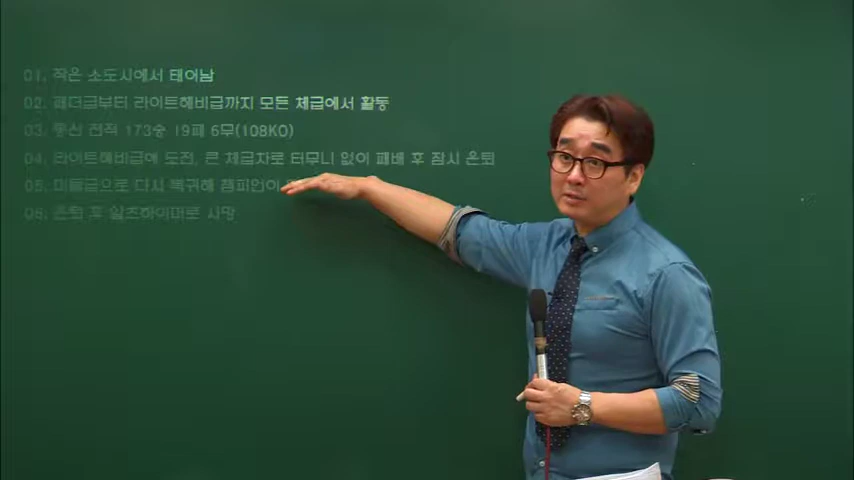 01. 작은 소도시에서 태어남
02. 페더급부터 라이트헤비급까지 모든 체급에서 활동
03. 통산 전적 173승 19패 6무(108KO)
04. 라이트헤비급에 도전, 큰 체급차로 터무니 없이 패배 후 잠시 은퇴
05. 미들급으로 다시 복귀해 챔피언이
06. 은퇴 후 알츠하이머로 사망